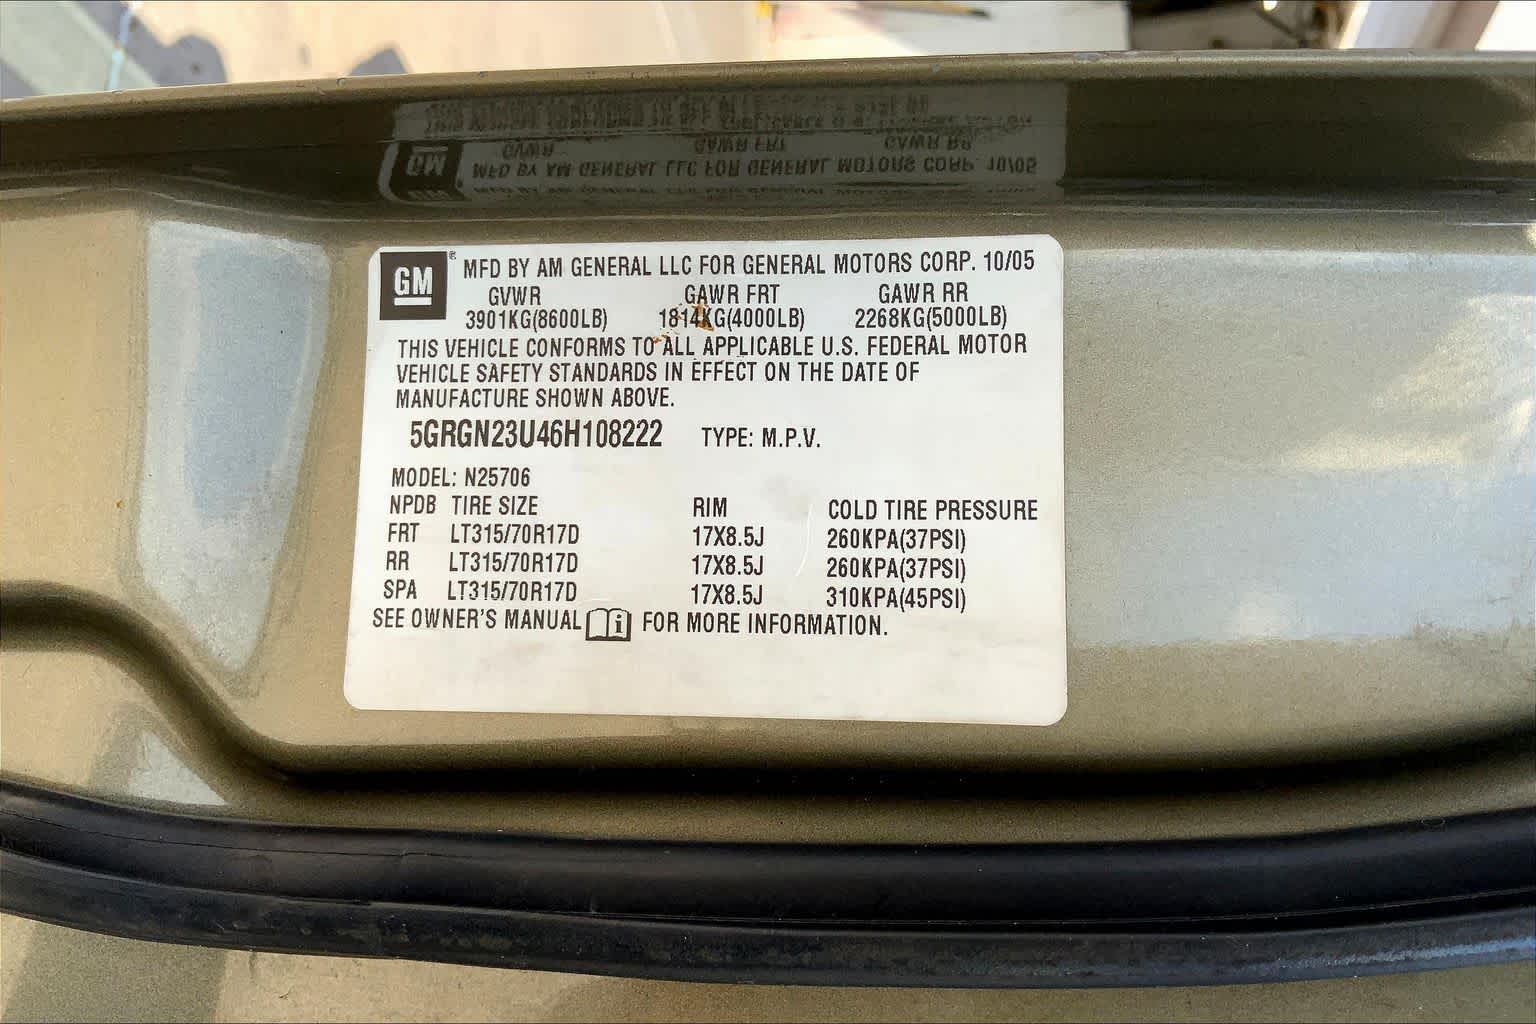 GM® MFD BY AM GENERAL LLC FOR GENERAL MOTORS CORP. 10/05
GVWR GAWR FRT GAWR RR
3901KG(8600LB) 1814KG(4000LB) 2268KG(5000LB)
THIS VEHICLE CONFORMS TO ALL APPLICABLE U.S. FEDERAL MOTOR
VEHICLE SAFETY STANDARDS IN EFFECT ON THE DATE OF
MANUFACTURE SHOWN ABOVE.
5GRGN23U46H108222 TYPE: M.P.V.
MODEL: N25706
NPDB TIRE SIZE RIM COLD TIRE PRESSURE
FRT LT315/70R17D 17X8.5J 260KPA(37PSI)
RR LT315/70R17D 17X8.5J 260KPA(37PSI)
SPA LT315/70R17D 17X8.5J 310KPA(45PSI)
SEE OWNER'S MANUAL i FOR MORE INFORMATION.